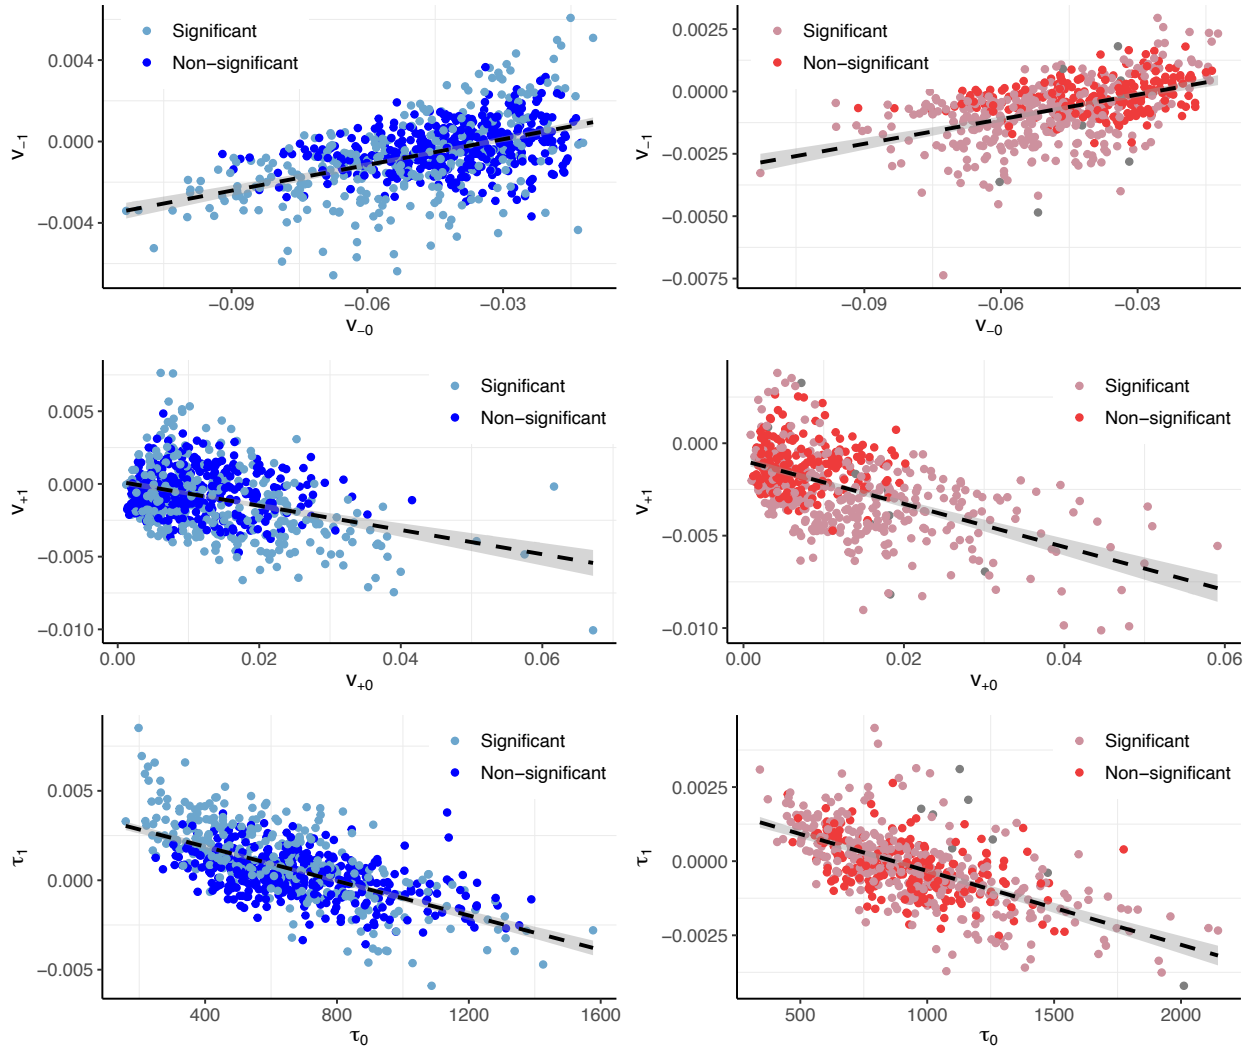 Significant
Non−significant
0.004
0.000
−0.004
v−1
−0.09
−0.06
−0.03
v−0
Significant
Non−significant
0.0025
0.0000
−0.0025
−0.0050
−0.0075
v−1
−0.09
−0.06
−0.03
v−0
Significant
Non−significant
0.005
0.000
−0.005
−0.010
v+1
0.00
0.02
0.04
0.06
v+0
Significant
Non−significant
0.000
−0.005
−0.010
v+1
0.00
0.02
0.04
0.06
v+0
Significant
Non−significant
0.005
0.000
−0.005
τ1
400
800
1200
1600
τ0
Significant
Non−significant
0.0025
0.0000
−0.0025
τ1
500
1000
1500
2000
τ0